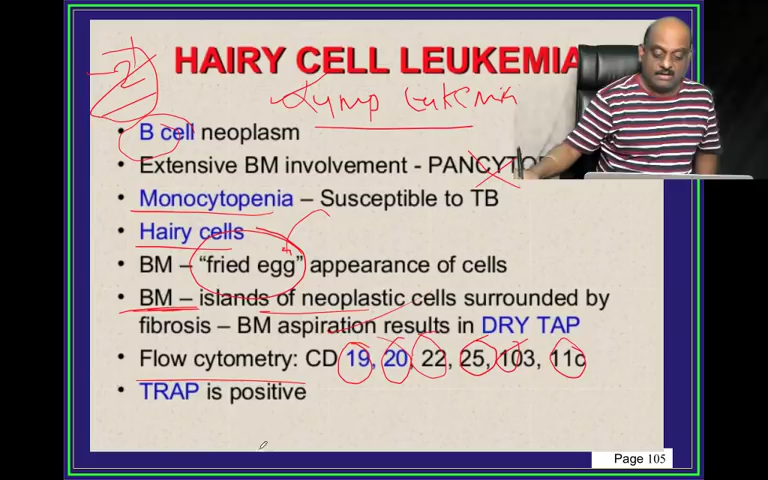 HAIRY CELL LEUKEMIA
Lymp Leukemia
• B cell neoplasm
• Extensive BM involvement - PANCYTO
• Monocytopenia – Susceptible to TB
• Hairy cells
• BM – “fried egg” appearance of cells
• BM – islands of neoplastic cells surrounded by
fibrosis – BM aspiration results in DRY TAP
• Flow cytometry: CD 19, 20, 22, 25, 103, 11c
• TRAP is positive
Page 105